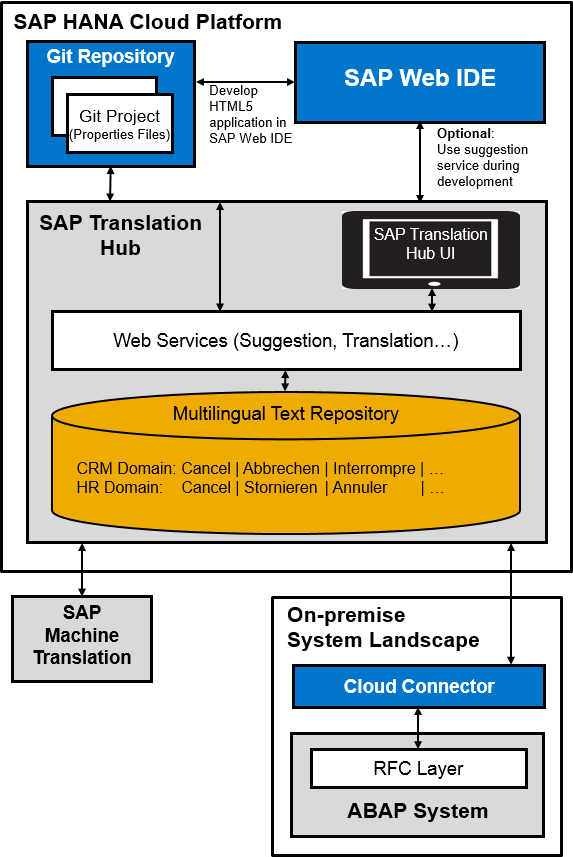 SAP HANA Cloud Platform
Git Repository
Git Project
(Properties Files)
Develop
HTML5
application in
SAP Web IDE
SAP Web IDE
Optional:
Use suggestion
service during
development
SAP Translation
Hub
SAP Translation
Hub UI
Web Services (Suggestion, Translation…)
Multilingual Text Repository
CRM Domain: Cancel | Abbrechen | Interrompre | …
HR Domain: Cancel | Stornieren | Annuler | …
SAP
Machine
Translation
On-premise
System Landscape
Cloud Connector
RFC Layer
ABAP System